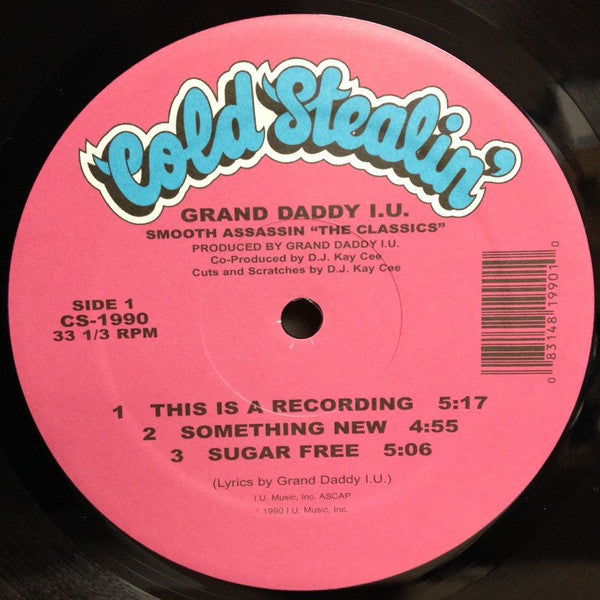 Cold Stealin'
GRAND DADDY I.U.
SMOOTH ASSASSIN "THE CLASSICS"
PRODUCED BY GRAND DADDY I.U.
Co-Produced by D.J. Kay Cee
Cuts and Scratches by D.J. Kay Cee
SIDE 1
CS-1990
33 1/3 RPM
0 83148 19901 0
1 THIS IS A RECORDING 5:17
2 SOMETHING NEW 4:55
3 SUGAR FREE 5:06
(Lyrics by Grand Daddy I.U.)
I.U. Music, Inc. ASCAP
' 1990 I.U. Music, Inc.